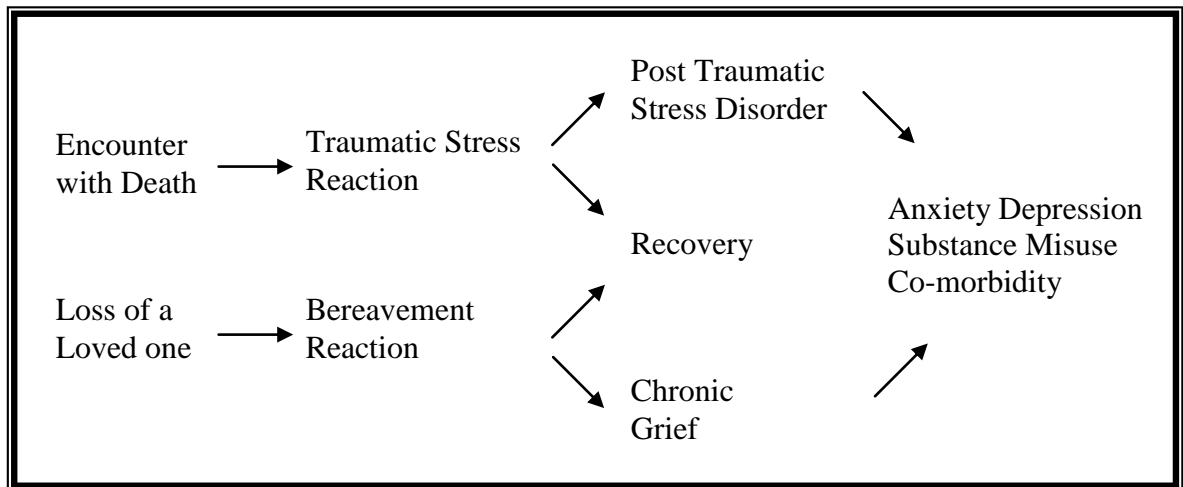 Post Traumatic
Stress Disorder
Encounter
with Death
Traumatic Stress
Reaction
Anxiety Depression
Substance Misuse
Co-morbidity
Recovery
Loss of a
Loved one
Bereavement
Reaction
Chronic
Grief